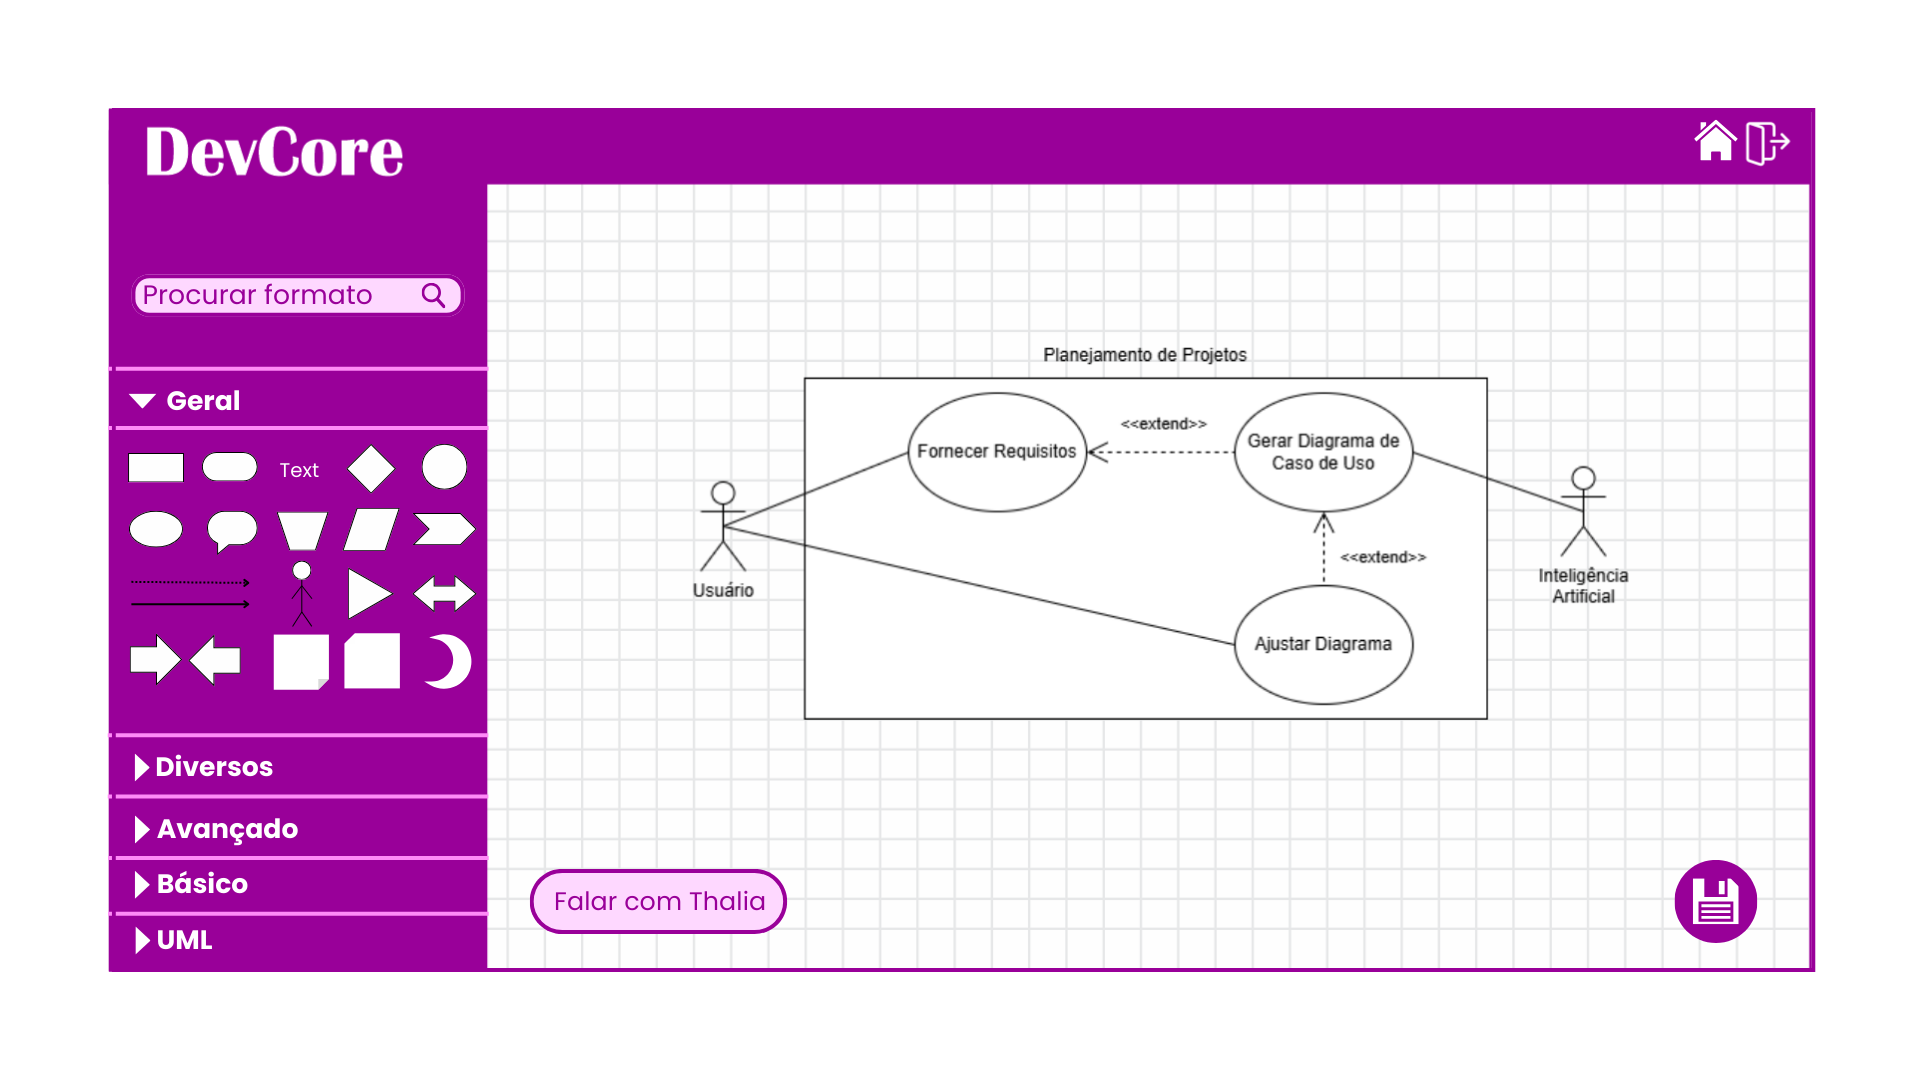 DevCore
Procurar formato
Geral
Text
Diversos
Avançado
Básico
UML
Planejamento de Projetos
Fornecer Requisitos
<<extend>>
Gerar Diagrama de
Caso de Uso
<<extend>>
Ajustar Diagrama
Usuário
Inteligência
Artificial
Falar com Thalia